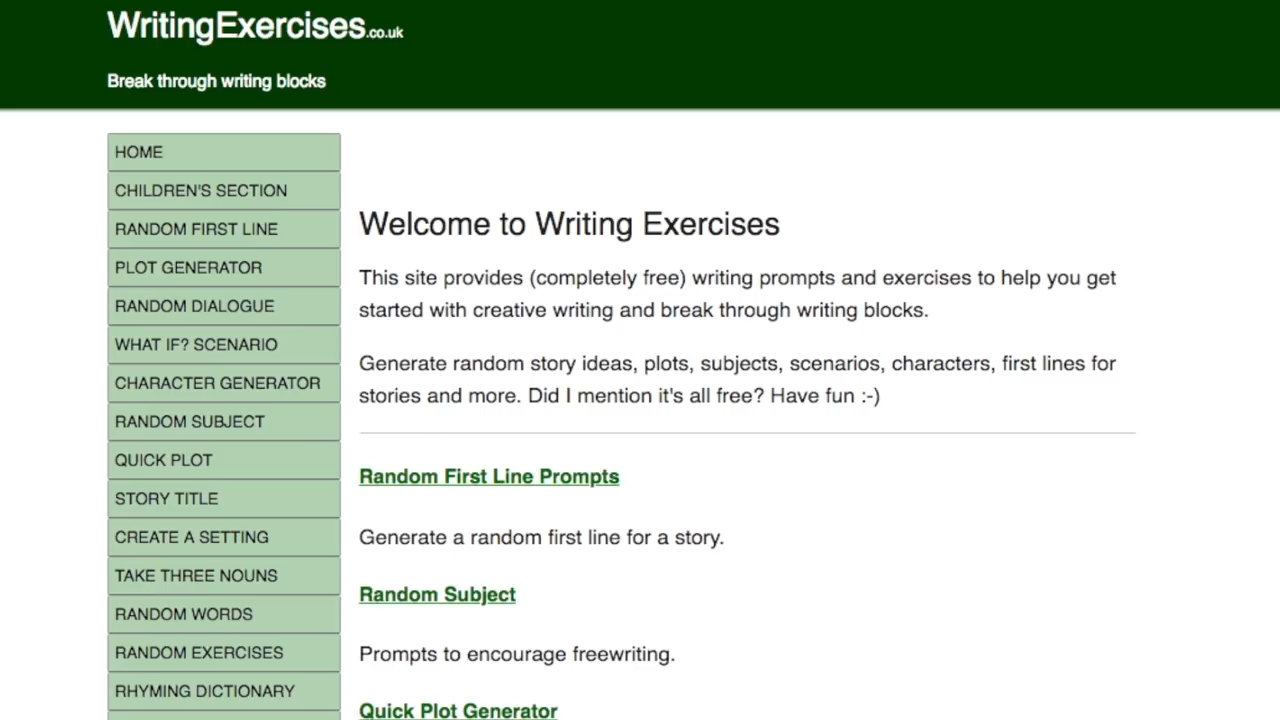 WritingExercises.co.uk
Break through writing blocks
HOME
CHILDREN'S SECTION
RANDOM FIRST LINE
PLOT GENERATOR
RANDOM DIALOGUE
WHAT IF? SCENARIO
CHARACTER GENERATOR
RANDOM SUBJECT
QUICK PLOT
STORY TITLE
CREATE A SETTING
TAKE THREE NOUNS
RANDOM WORDS
RANDOM EXERCISES
RHYMING DICTIONARY
Welcome to Writing Exercises
This site provides (completely free) writing prompts and exercises to help you get
started with creative writing and break through writing blocks.
Generate random story ideas, plots, subjects, scenarios, characters, first lines for
stories and more. Did I mention it's all free? Have fun :-)
Random First Line Prompts
Generate a random first line for a story.
Random Subject
Prompts to encourage freewriting.
Quick Plot Generator